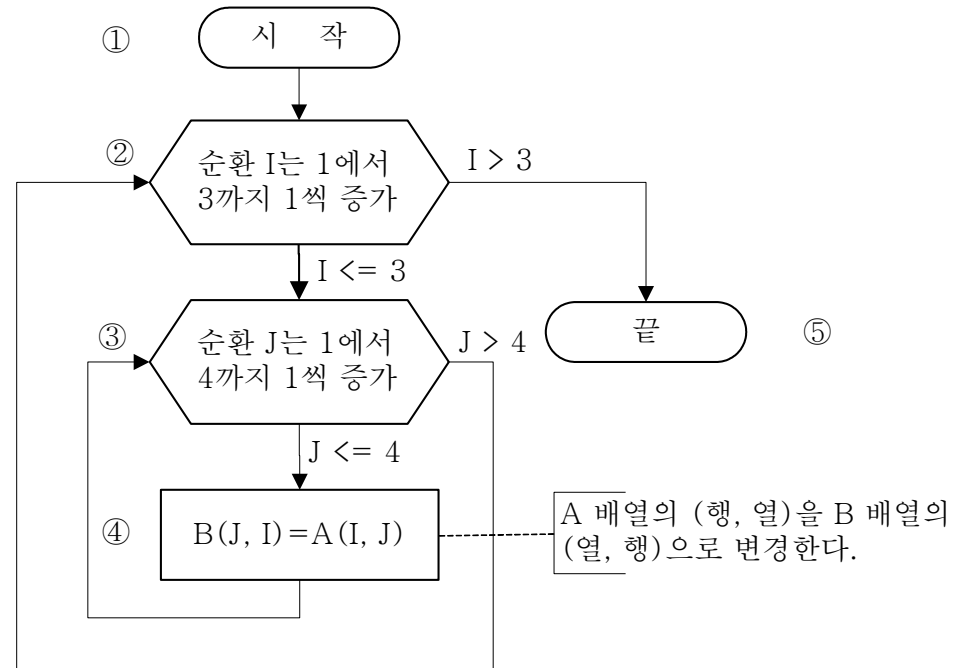 ① 시 작
② 순환 I는 1에서
3까지 1씩 증가
I > 3
I <= 3
③ 순환 J는 1에서
4까지 1씩 증가
J > 4
끝 ⑤
J <= 4
④ B(J, I)=A(I, J)
A 배열의 (행, 열)을 B 배열의
(열, 행)으로 변경한다.